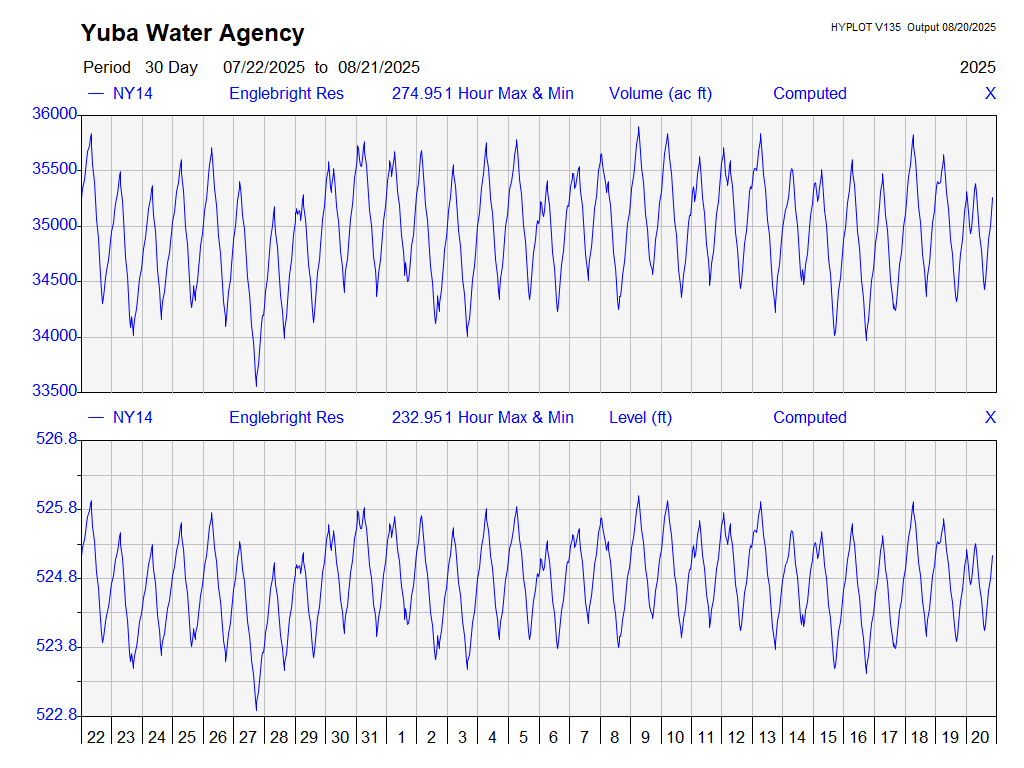 Yuba Water Agency
HYPLOT V135 Output 08/20/2025
Period 30 Day 07/22/2025 to 08/21/2025 2025
NY14 Englebright Res 274.951 Hour Max & Min Volume (ac ft) Computed X
36000
35500
35000
34500
34000
33500
NY14 Englebright Res 232.951 Hour Max & Min Level (ft) Computed X
526.8
525.8
524.8
523.8
522.8
22 23 24 25 26 27 28 29 30 31 1 2 3 4 5 6 7 8 9 10 11 12 13 14 15 16 17 18 19 20